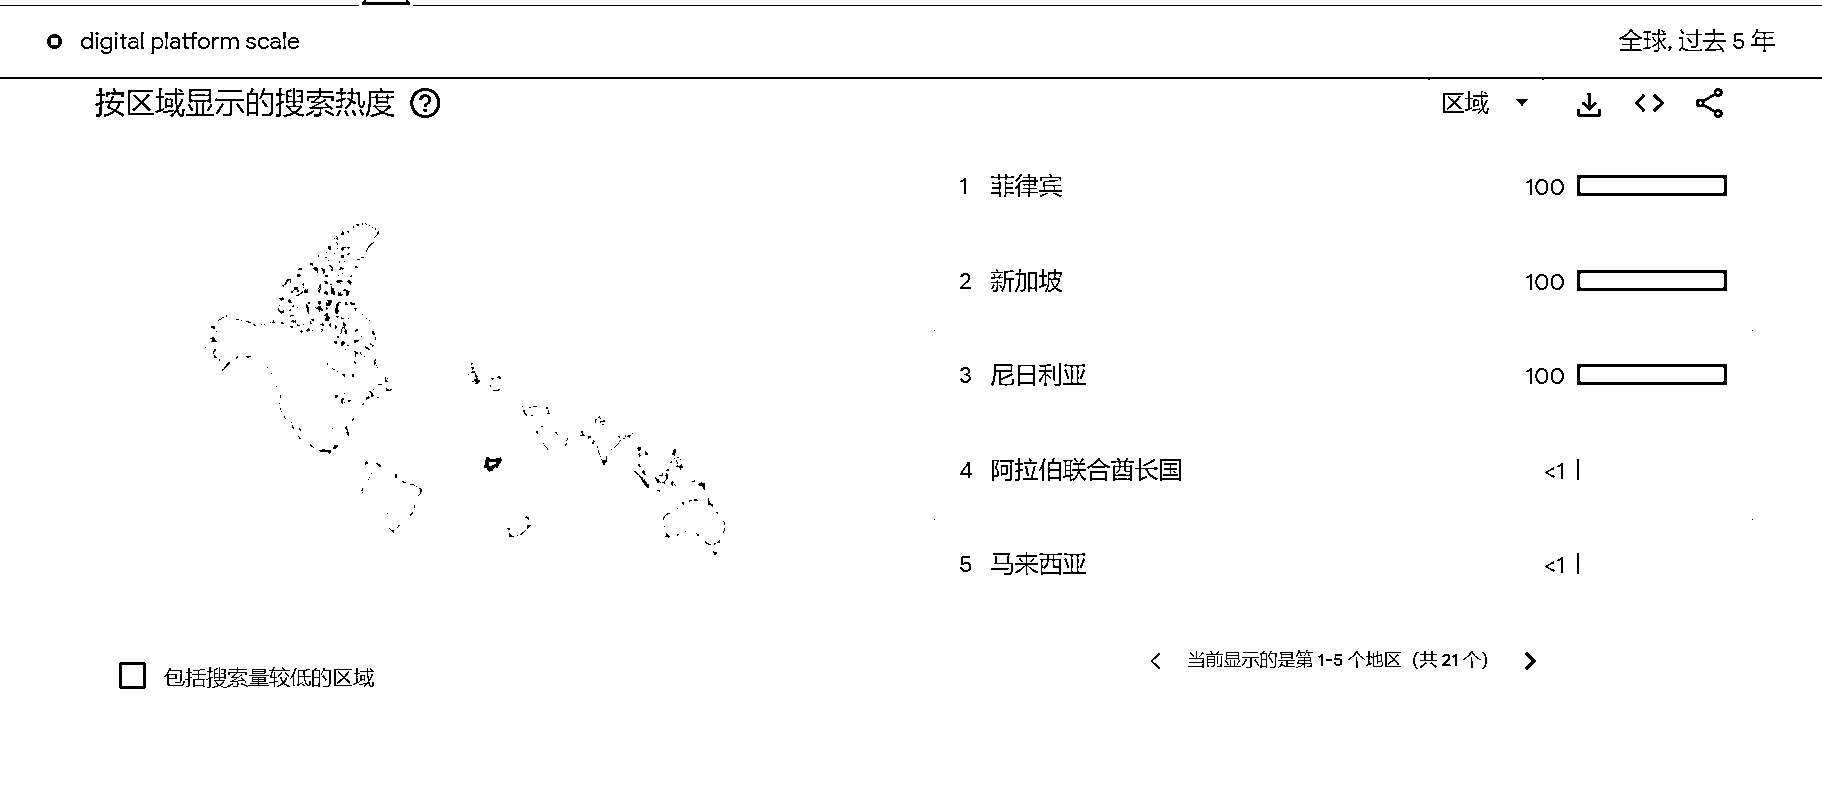 digital platform scale
全球, 过去 5 年
按区域显示的搜索热度
区域
1 菲律宾 100
2 新加坡 100
3 尼日利亚 100
4 阿拉伯联合酋长国 <1
5 马来西亚 <1
包括搜索量较低的区域
当前显示的是第 1-5 个地区（共 21 个）